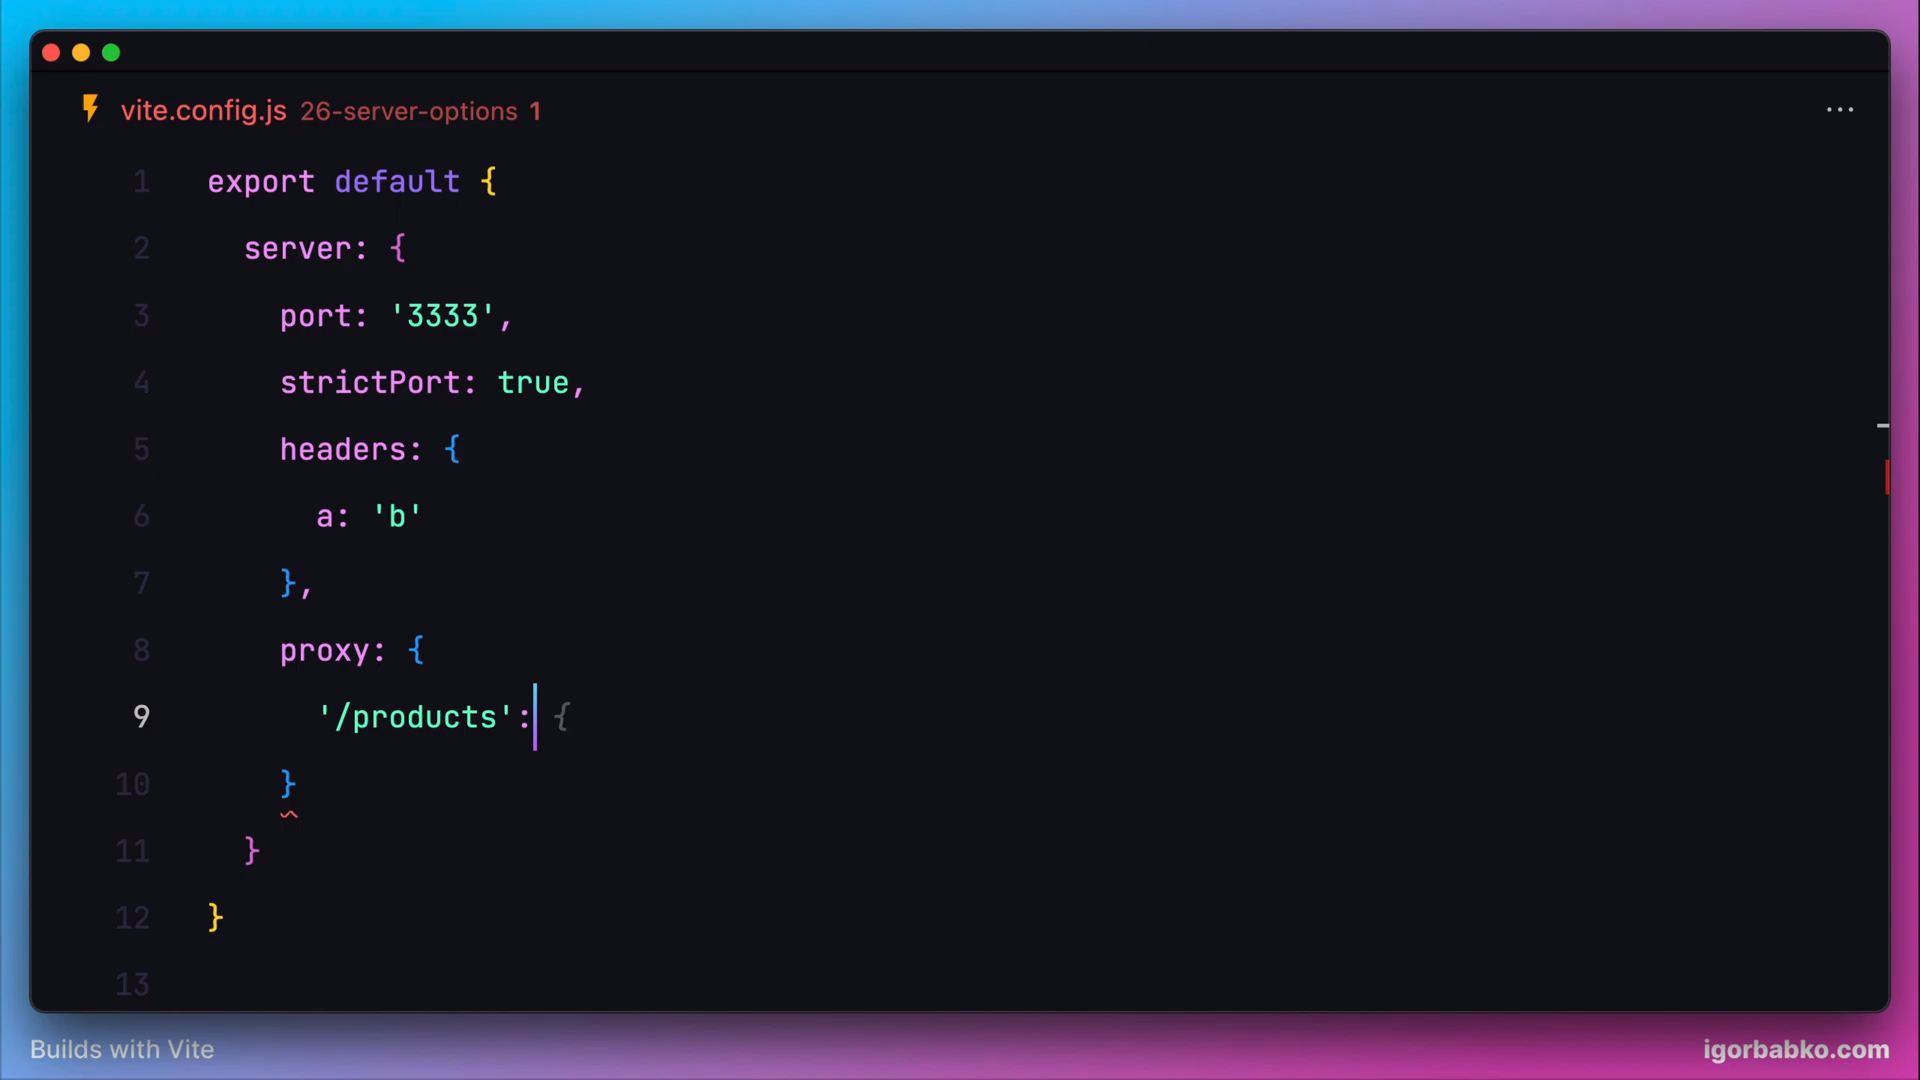 vite.config.js 26-server-options 1 ...
1 export default {
2 server: {
3 port: '3333',
4 strictPort: true,
5 headers: {
6 a: 'b'
7 },
8 proxy: {
9 '/products': {
10 }
11 }
12 }
13
Builds with Vite
igorbabko.com